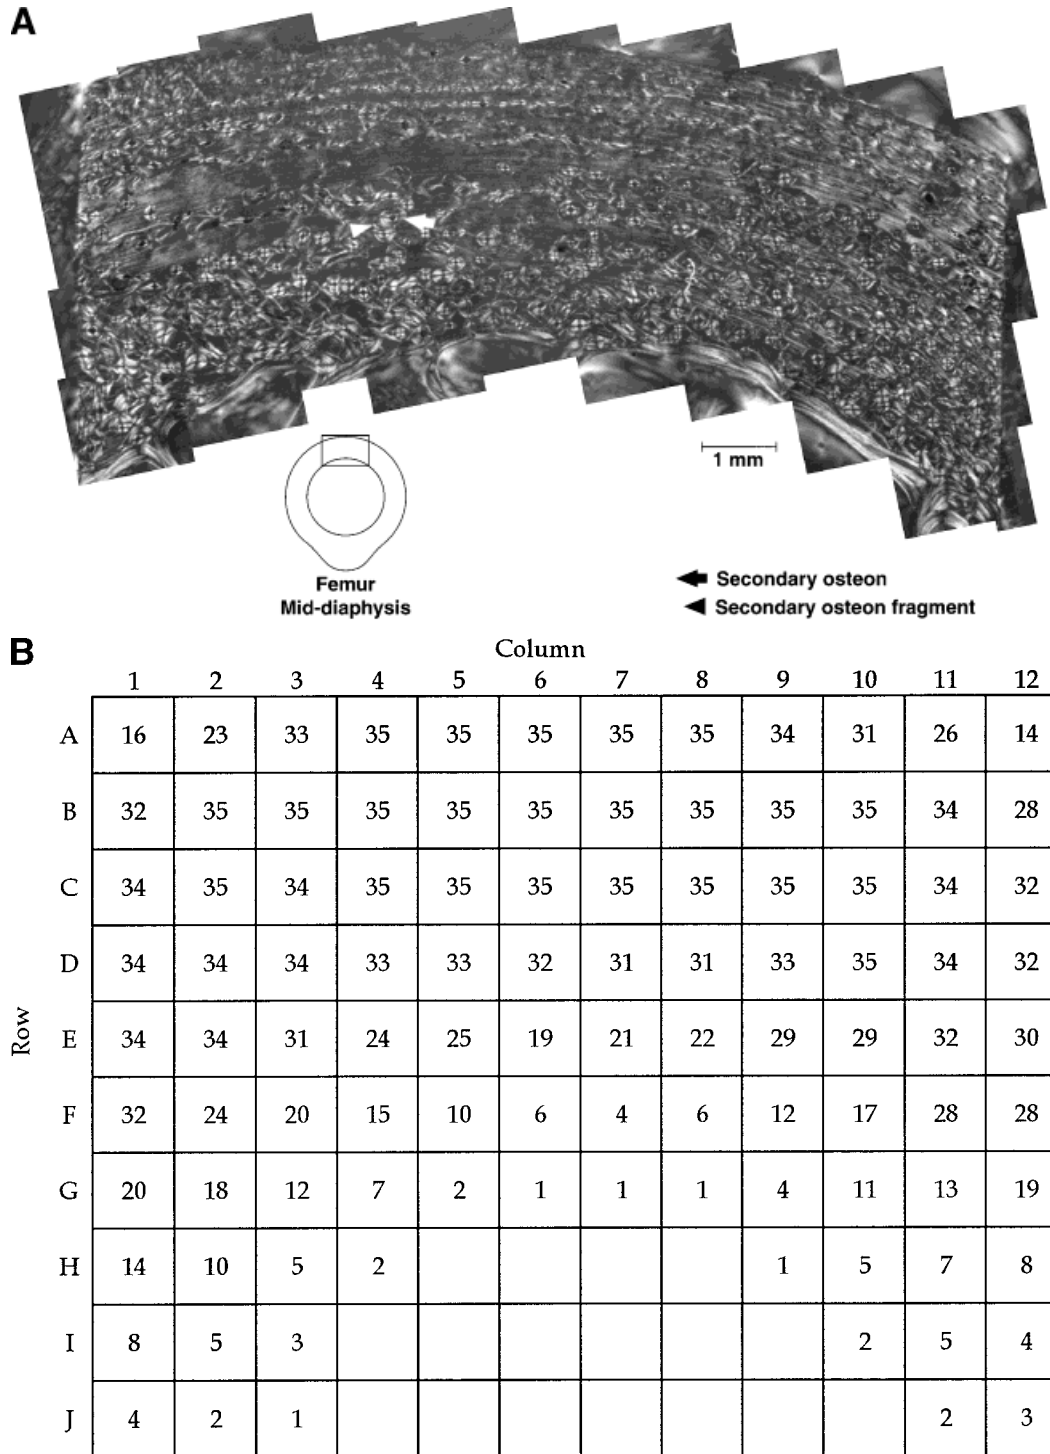 A
1 mm
Femur
Mid-diaphysis
Secondary osteon
Secondary osteon fragment
B
Column
1 2 3 4 5 6 7 8 9 10 11 12
A 16 23 33 35 35 35 35 35 34 31 26 14
B 32 35 35 35 35 35 35 35 35 35 34 28
C 34 35 34 35 35 35 35 35 35 35 34 32
D 34 34 34 33 33 32 31 31 33 35 34 32
Row
E 34 34 31 24 25 19 21 22 29 29 32 30
F 32 24 20 15 10 6 4 6 12 17 28 28
G 20 18 12 7 2 1 1 1 4 11 13 19
H 14 10 5 2 1 5 7 8
I 8 5 3 2 5 4
J 4 2 1 2 3